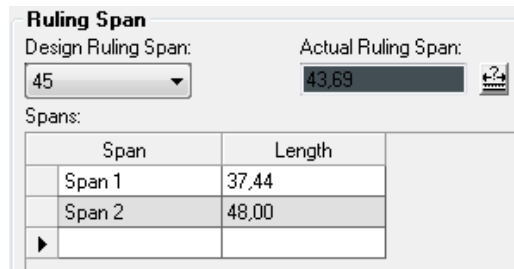 Ruling Span
Design Ruling Span: Actual Ruling Span:
45 43,69
Spans:
Span Length
Span 1 37,44
Span 2 48,00